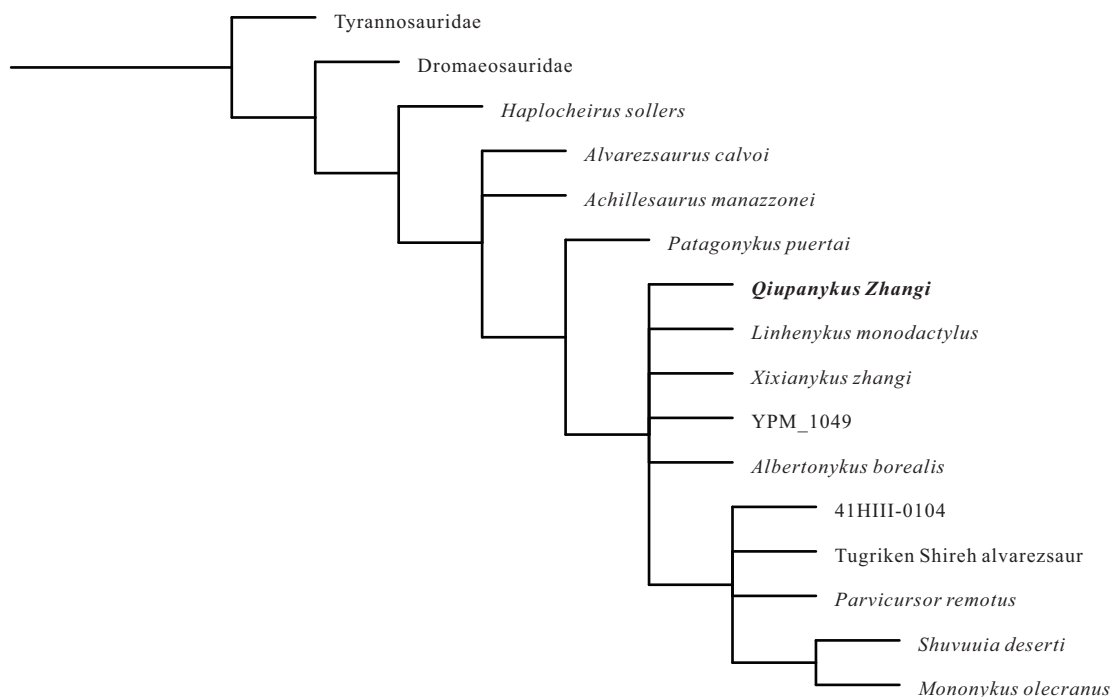 Tyrannosauridae
Dromaeosauridae
Haplocheirus sollers
Alvarezsaurus calvoi
Achillesaurus manazzonei
Patagonykus puertai
Qiupanykus Zhangi
Linhenykus monodactylus
Xixianykus zhangi
YPM_1049
Albertonykus borealis
41HIII-0104
Tugriken Shireh alvarezsaur
Parvicursor remotus
Shuvuuia deserti
Mononykus olecranus